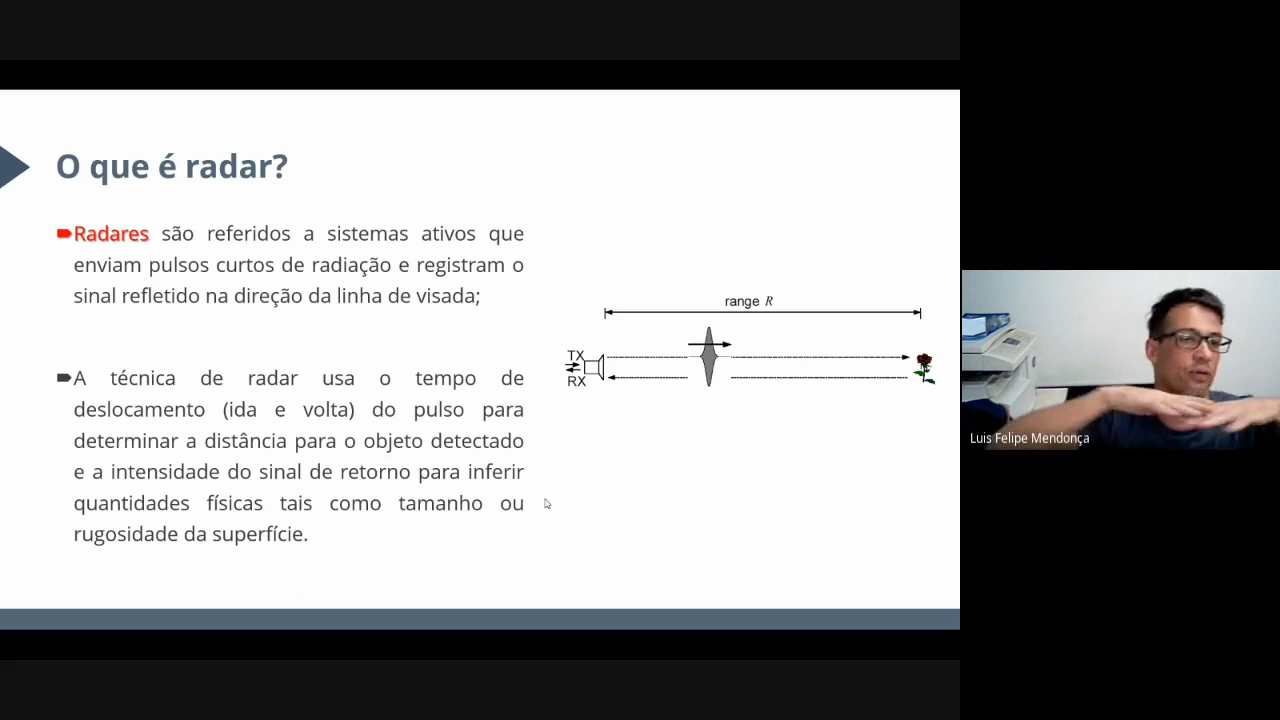 O que é radar?
Radares são referidos a sistemas ativos que
enviam pulsos curtos de radiação e registram o
sinal refletido na direção da linha de visada;
A técnica de radar usa o tempo de
deslocamento (ida e volta) do pulso para
determinar a distância para o objeto detectado
e a intensidade do sinal de retorno para inferir
quantidades físicas tais como tamanho ou
rugosidade da superfície.
range R
TX
RX
Luis Felipe Mendonça